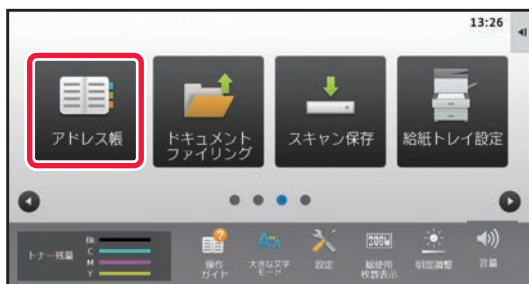 13:26
アドレス帳
ドキュメント
ファイリング
スキャン保存
給紙トレイ設定
トナー残量
Bk
C
M
Y
操作
ガイド
大きな文字
モード
設定
総使用
枚数表示
明度調整
音量